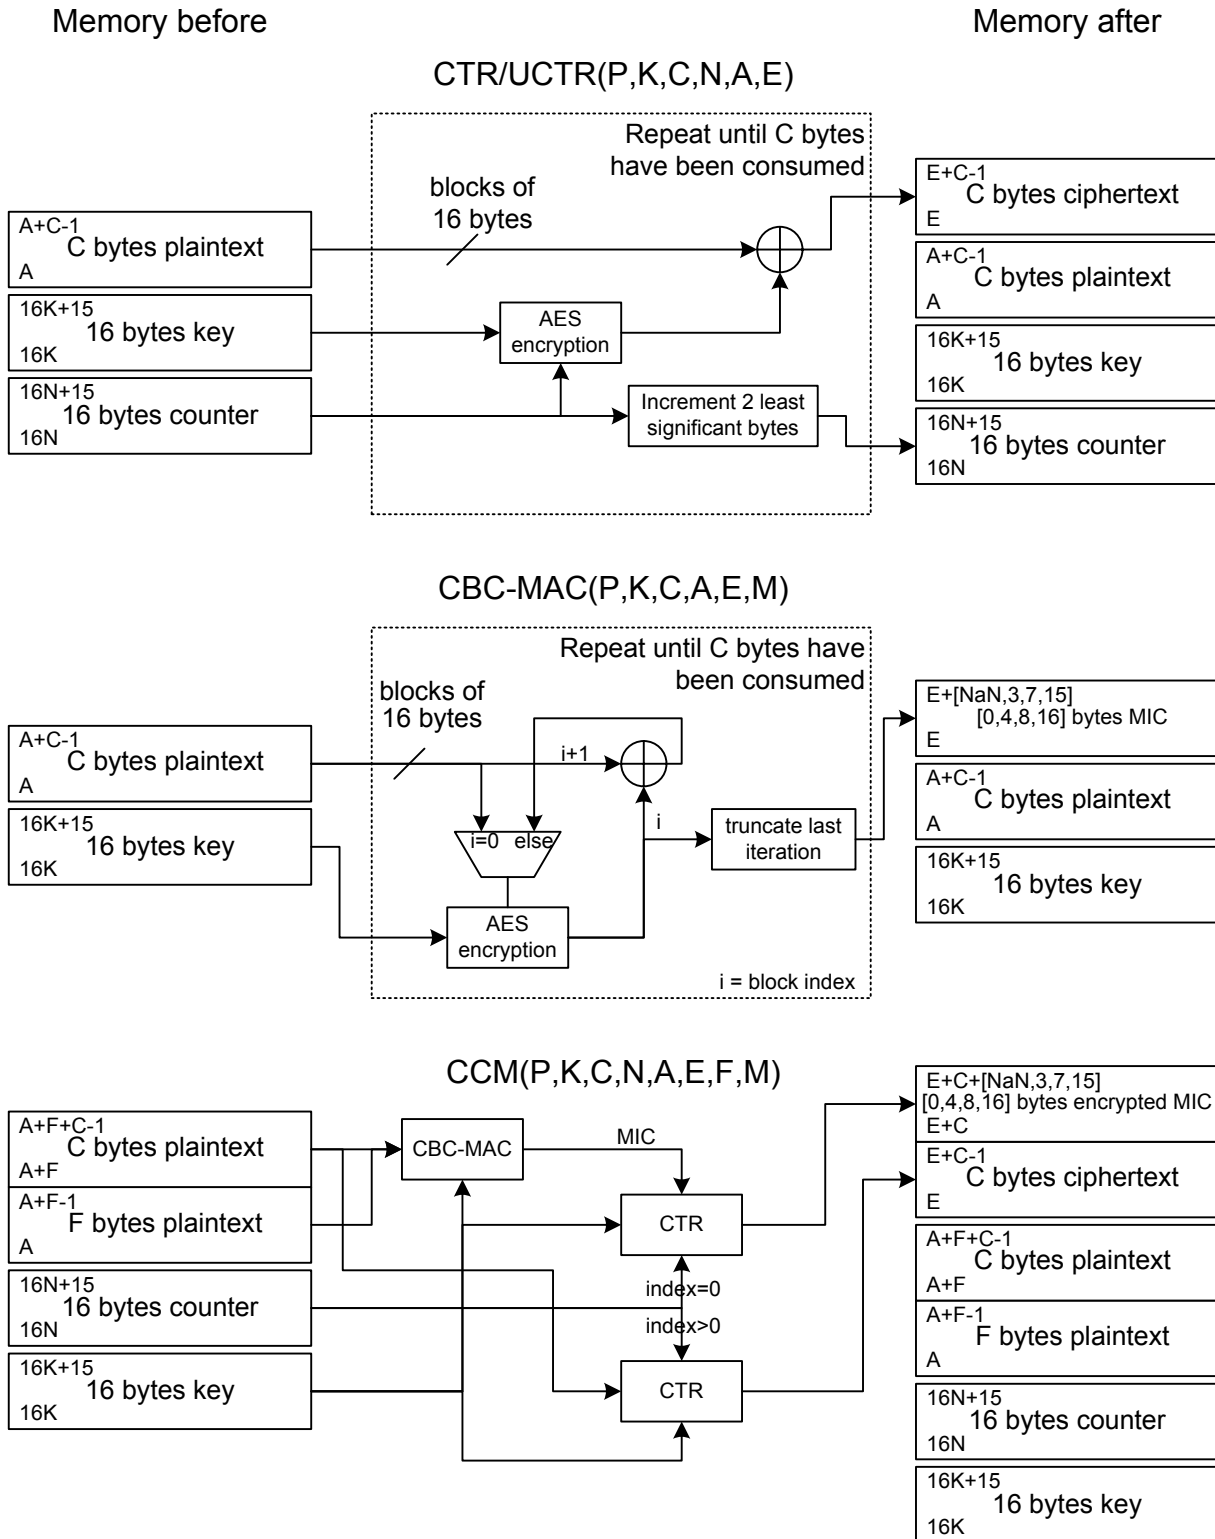 Memory before
Memory after
CTR/UCTR(P,K,C,N,A,E)
Repeat until C bytes
have been consumed
blocks of
16 bytes
A+C-1
C bytes plaintext
A
16K+15
16 bytes key
16K
16N+15
16 bytes counter
16N
AES
encryption
Increment 2 least
significant bytes
E+C-1
C bytes ciphertext
E
A+C-1
C bytes plaintext
A
16K+15
16 bytes key
16K
16N+15
16 bytes counter
16N
CBC-MAC(P,K,C,A,E,M)
Repeat until C bytes have
been consumed
blocks of
16 bytes
A+C-1
C bytes plaintext
A
16K+15
16 bytes key
16K
i+1
i=0 else
i
AES
encryption
truncate last
iteration
i = block index
E+[NaN,3,7,15]
[0,4,8,16] bytes MIC
E
A+C-1
C bytes plaintext
A
16K+15
16 bytes key
16K
CCM(P,K,C,N,A,E,F,M)
A+F+C-1
C bytes plaintext
A+F
A+F-1
F bytes plaintext
A
16N+15
16 bytes counter
16N
16K+15
16 bytes key
16K
CBC-MAC
MIC
CTR
index=0
index>0
CTR
E+C+[NaN,3,7,15]
[0,4,8,16] bytes encrypted MIC
E+C
E+C-1
C bytes ciphertext
E
A+F+C-1
C bytes plaintext
A+F
A+F-1
F bytes plaintext
A
16N+15
16 bytes counter
16N
16K+15
16 bytes key
16K